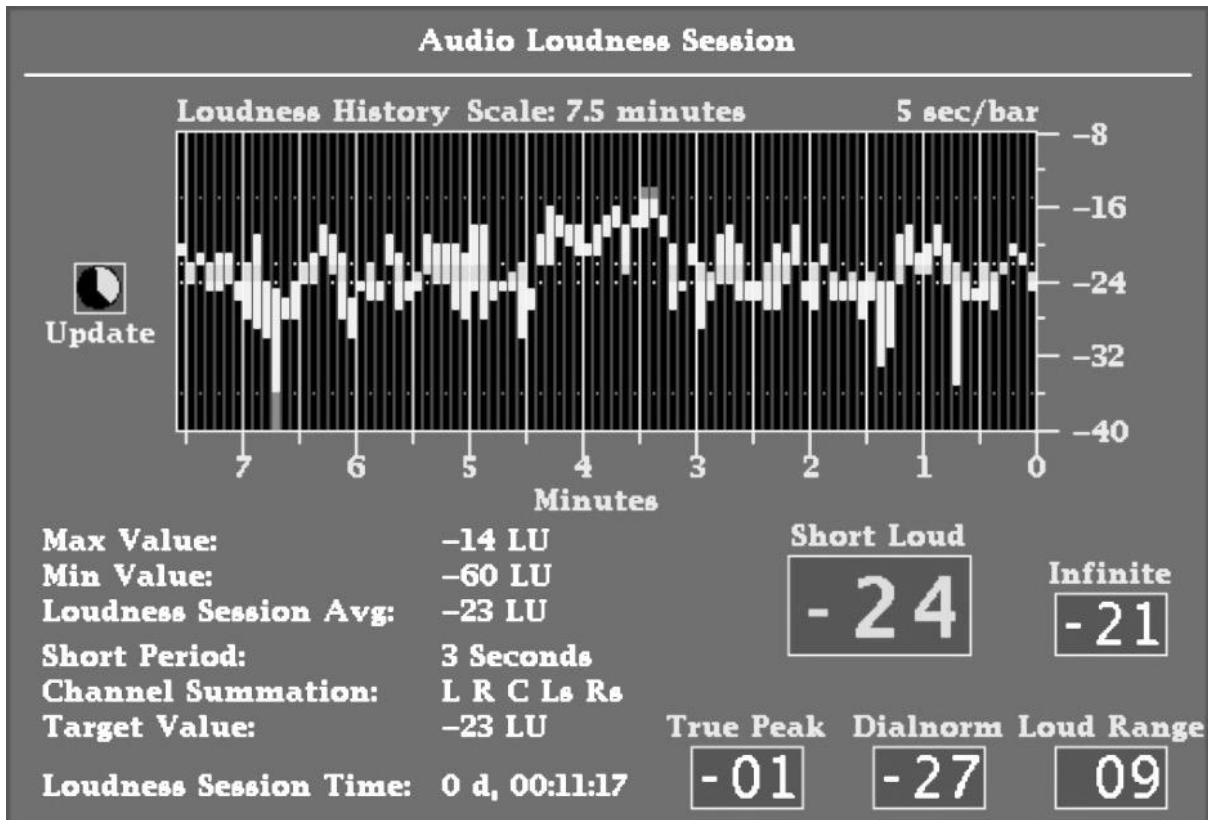 Audio Loudness Session
Loudness History Scale: 7.5 minutes 5 sec/bar
–8
–16
–24
–32
–40
Update
7 6 5 4 3 2 1 0
Minutes
Max Value: –14 LU
Min Value: –60 LU
Loudness Session Avg: –23 LU
Short Period: 3 Seconds
Channel Summation: L R C Ls Rs
Target Value: –23 LU
Loudness Session Time: 0 d, 00:11:17
Short Loud
-24
Infinite
-21
True Peak Dialnorm Loud Range
-01 -27 09